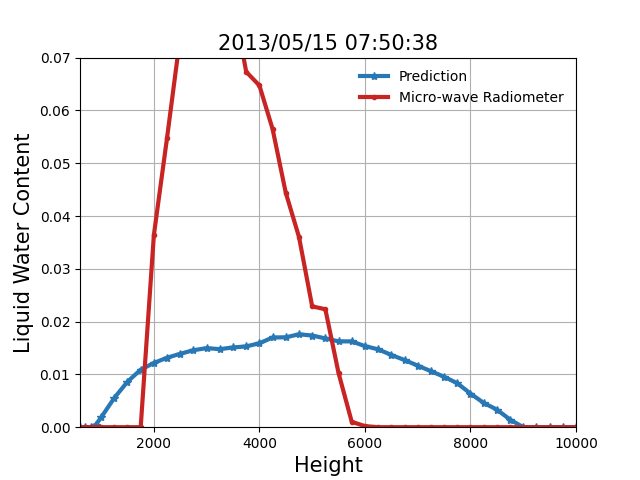 2013/05/15 07:50:38
Prediction
Micro-wave Radiometer
Liquid Water Content
0.07
0.06
0.05
0.04
0.03
0.02
0.01
0.00
2000 4000 6000 8000 10000
Height